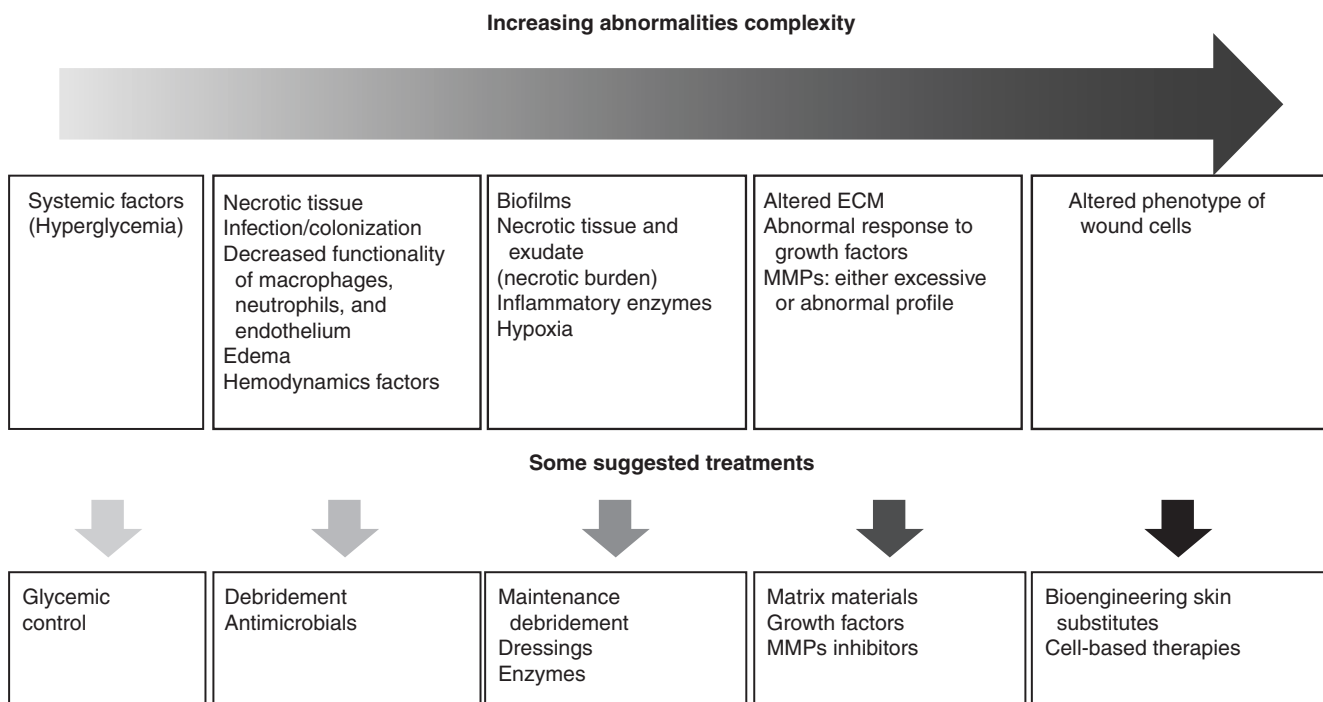 Increasing abnormalities complexity
Systemic factors
(Hyperglycemia)
Necrotic tissue
Infection/colonization
Decreased functionality
of macrophages,
neutrophils, and
endothelium
Edema
Hemodynamics factors
Biofilms
Necrotic tissue and
exudate
(necrotic burden)
Inflammatory enzymes
Hypoxia
Altered ECM
Abnormal response to
growth factors
MMPs: either excessive
or abnormal profile
Altered phenotype of
wound cells
Some suggested treatments
Glycemic
control
Debridement
Antimicrobials
Maintenance
debridement
Dressings
Enzymes
Matrix materials
Growth factors
MMPs inhibitors
Bioengineering skin
substitutes
Cell-based therapies